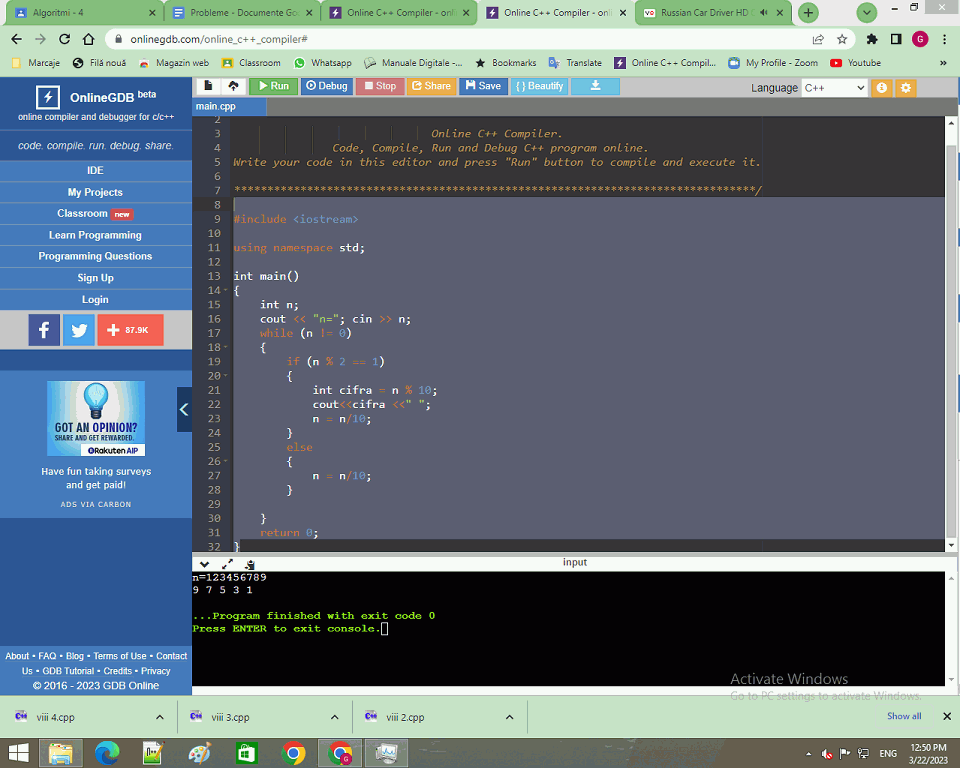 Algoritmi - 4
Probleme - Documente Goo
Online C++ Compiler - onli
Online C++ Compiler - onli
Russian Car Driver HD
onlinegdb.com/online_c++_compiler#
G
Marcaje
Filă nouă
Magazin web
Classroom
Whatsapp
Manuale Digitale -...
Bookmarks
Translate
Online C++ Compil...
My Profile - Zoom
Youtube
»
OnlineGDB beta
online compiler and debugger for c/c++
code. compile. run. debug. share.
IDE
My Projects
Classroom new
Learn Programming
Programming Questions
Sign Up
Login
87.9K
GOT AN OPINION?
SHARE AND GET REWARDED.
Rakuten AIP
Have fun taking surveys
and get paid!
ADS VIA CARBON
About • FAQ • Blog • Terms of Use • Contact
Us • GDB Tutorial • Credits • Privacy
© 2016 - 2023 GDB Online
Run
Debug
Stop
Share
Save
{ } Beautify
Language C++
main.cpp
2
3 Online C++ Compiler.
4 Code, Compile, Run and Debug C++ program online.
5 Write your code in this editor and press "Run" button to compile and execute it.
6
7 *******************************************************************************/
8
9 #include <iostream>
10
11 using namespace std;
12
13 int main()
14 {
15 int n;
16 cout << "n="; cin >> n;
17 while (n != 0)
18 {
19 if (n % 2 == 1)
20 {
21 int cifra = n % 10;
22 cout<<cifra <<" ";
23 n = n/10;
24 }
25 else
26 {
27 n = n/10;
28 }
29
30 }
31 return 0;
32 }
input
n=123456789
9 7 5 3 1
...Program finished with exit code 0
Press ENTER to exit console.
Activate Windows
Go to PC settings to activate Windows.
viii 4.cpp
viii 3.cpp
viii 2.cpp
Show all
ENG
12:50 PM
3/22/2023